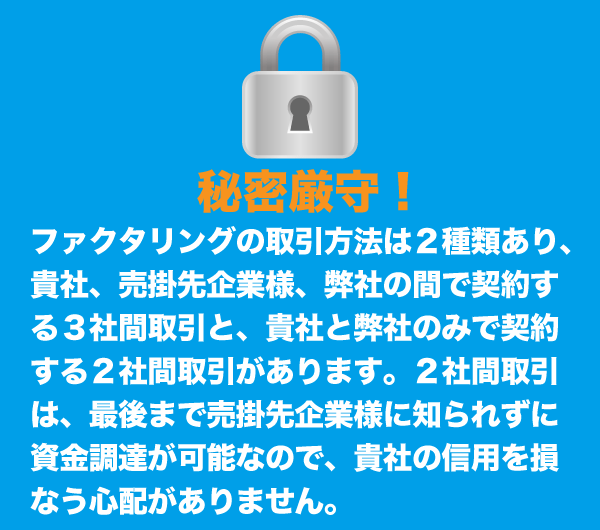 秘密厳守！
ファクタリングの取引方法は２種類あり、
貴社、売掛先企業様、弊社の間で契約す
る３社間取引と、貴社と弊社のみで契約
する２社間取引があります。２社間取引
は、最後まで売掛先企業様に知られずに
資金調達が可能なので、貴社の信用を損
なう心配がありません。